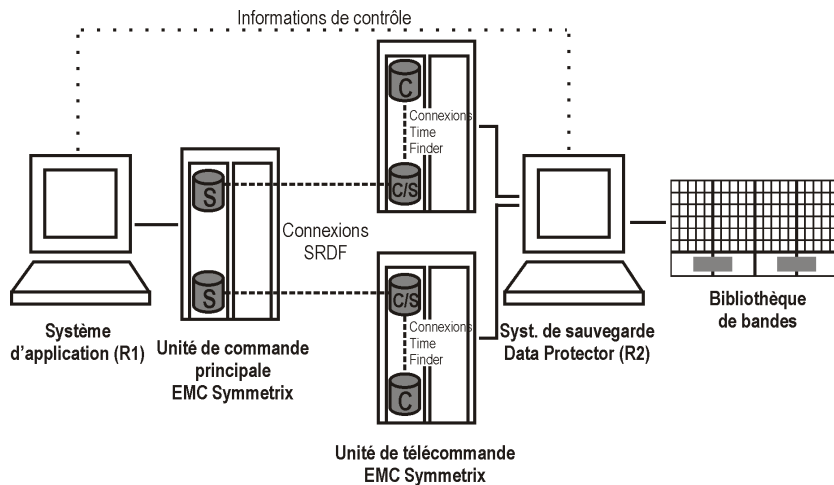 Informations de contrôle
C
Connexions
Time
Finder
C/S
S
Connexions
SRDF
S
C/S
Connexions
Time
Finder
C
Système
d'application (R1)
Unité de commande
principale
EMC Symmetrix
Syst. de sauvegarde
Data Protector (R2)
Bibliothèque
de bandes
Unité de télécommande
EMC Symmetrix